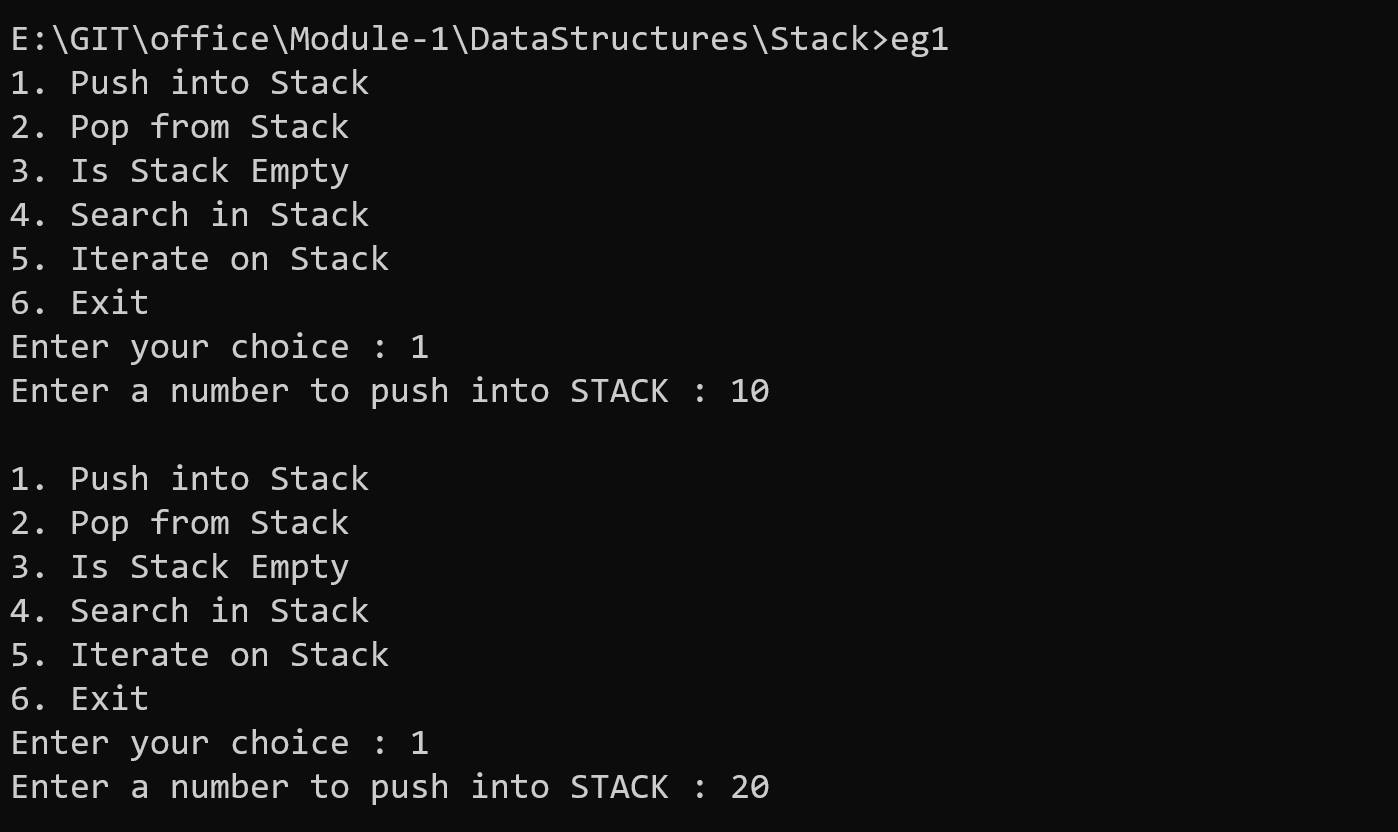 E:\GIT\office\Module-1\DataStructures\Stack>eg1
1. Push into Stack
2. Pop from Stack
3. Is Stack Empty
4. Search in Stack
5. Iterate on Stack
6. Exit
Enter your choice : 1
Enter a number to push into STACK : 10

1. Push into Stack
2. Pop from Stack
3. Is Stack Empty
4. Search in Stack
5. Iterate on Stack
6. Exit
Enter your choice : 1
Enter a number to push into STACK : 20